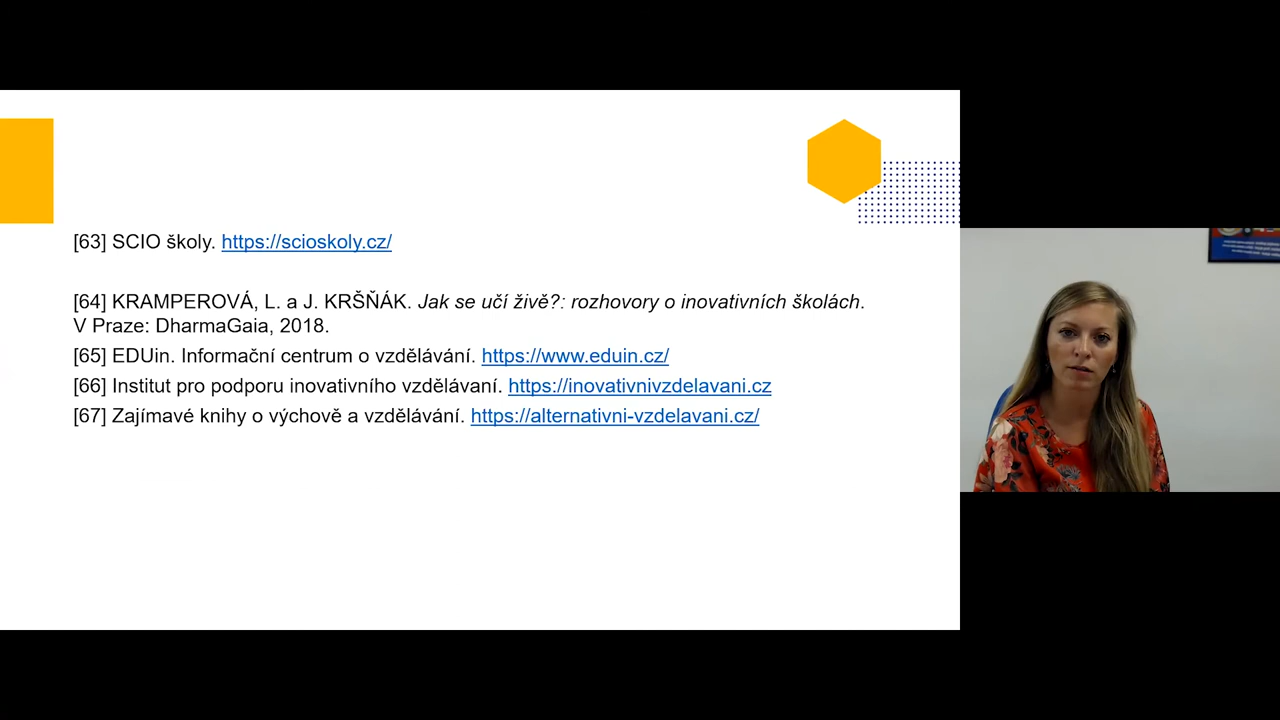 [63] SCIO školy. https://scioskoly.cz/
[64] KRAMPEROVÁ, L. a J. KRŠŇÁK. Jak se učí živě?: rozhovory o inovativních školách.
V Praze: DharmaGaia, 2018.
[65] EDUin. Informační centrum o vzdělávání. https://www.eduin.cz/
[66] Institut pro podporu inovativního vzdělávaní. https://inovativnivzdelavani.cz
[67] Zajímavé knihy o výchově a vzdělávání. https://alternativni-vzdelavani.cz/